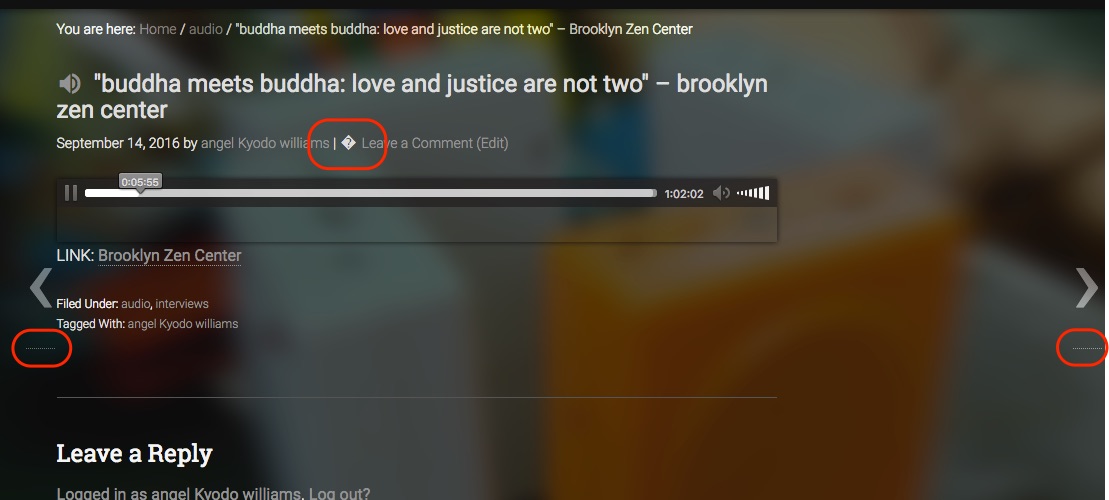 You are here: Home / audio / "buddha meets buddha: love and justice are not two" – Brooklyn Zen Center
"buddha meets buddha: love and justice are not two" – brooklyn
zen center
September 14, 2016 by angel Kyodo williams | � Leave a Comment (Edit)
0:05:55
1:02:02
LINK: Brooklyn Zen Center
Filed Under: audio, interviews
Tagged With: angel Kyodo williams
Leave a Reply
Logged in as angel Kyodo williams. Log out?